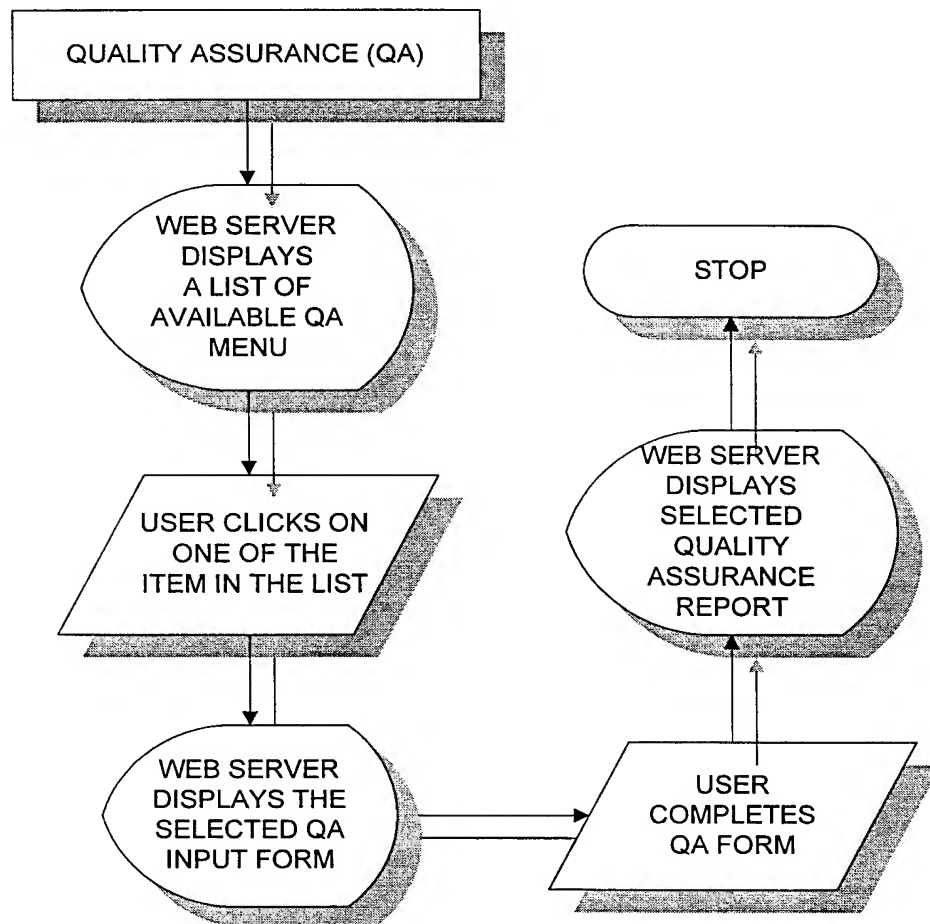 QUALITY ASSURANCE (QA)
WEB SERVER
DISPLAYS
A LIST OF
AVAILABLE QA
MENU
USER CLICKS ON
ONE OF THE
ITEM IN THE LIST
WEB SERVER
DISPLAYS THE
SELECTED QA
INPUT FORM
USER
COMPLETES
QA FORM
WEB SERVER
DISPLAYS
SELECTED
QUALITY
ASSURANCE
REPORT
STOP